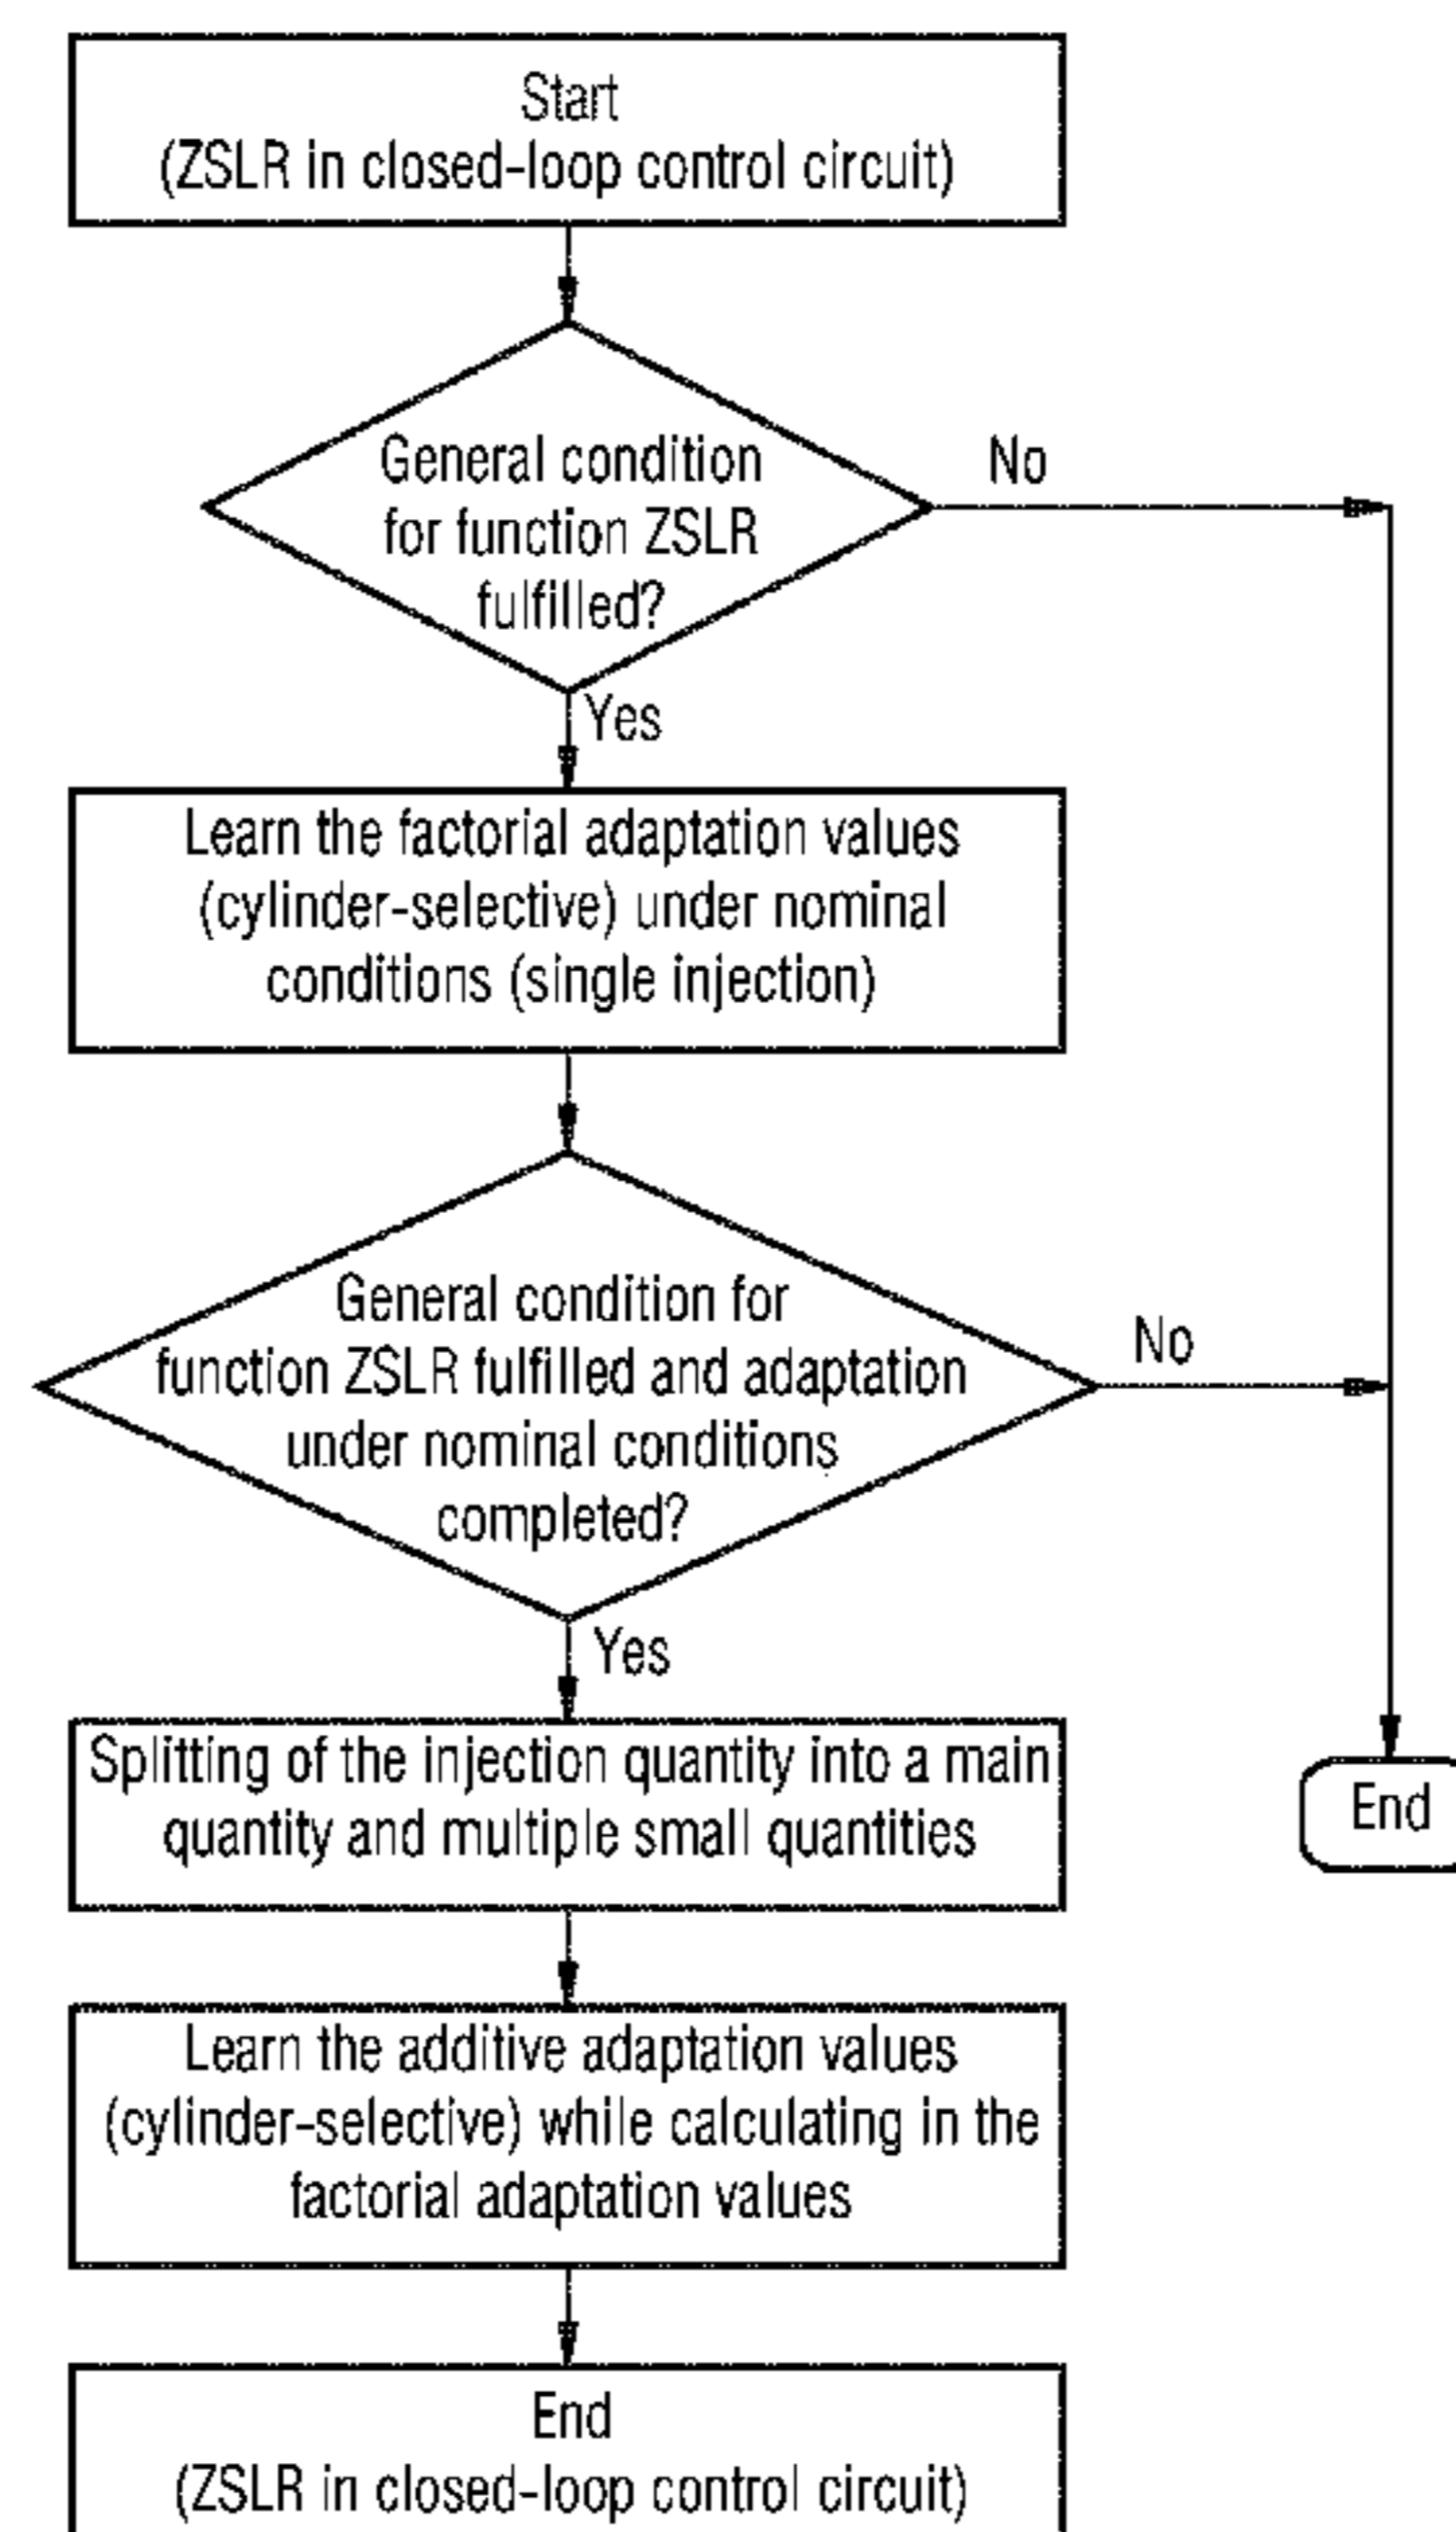 Start
(ZSLR in closed-loop control circuit)
General condition
for function ZSLR
fulfilled?
No
Yes
Learn the factorial adaptation values
(cylinder-selective) under nominal
conditions (single injection)
General condition for
function ZSLR fulfilled and adaptation
under nominal conditions
completed?
No
Yes
Splitting of the injection quantity into a main
quantity and multiple small quantities
End
Learn the additive adaptation values
(cylinder-selective) while calculating in the
factorial adaptation values
End
(ZSLR in closed-loop control circuit)